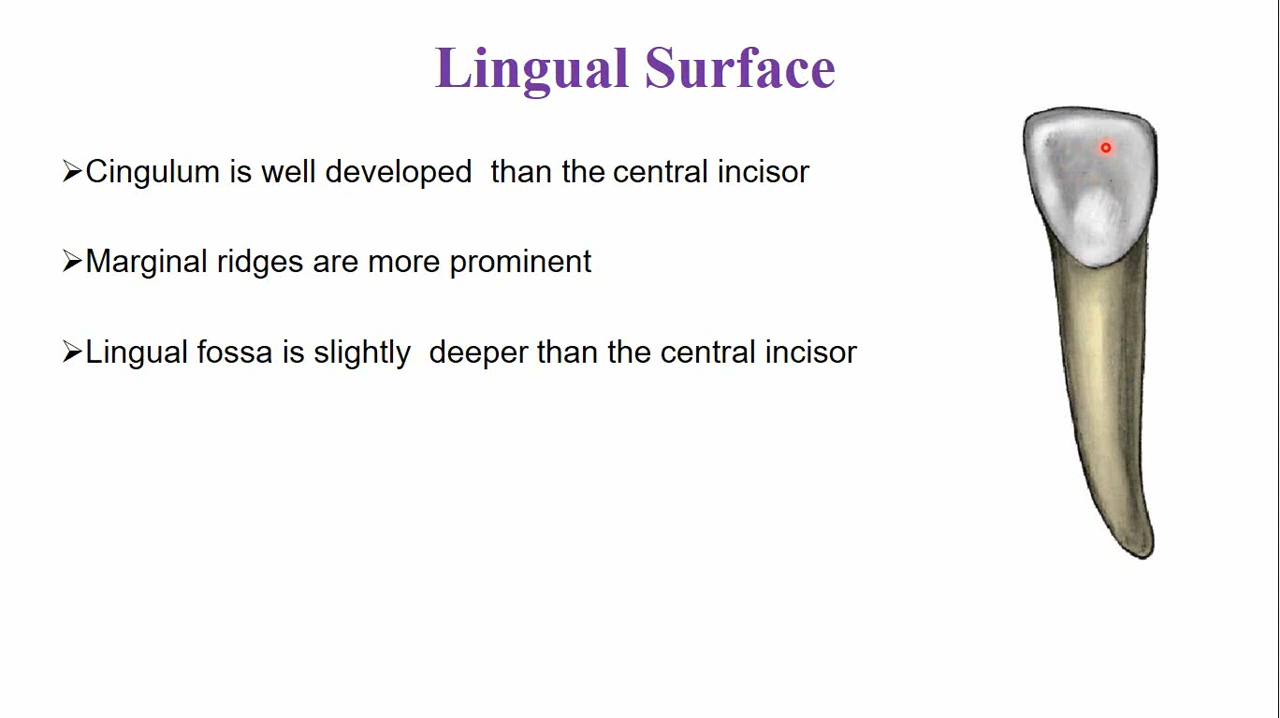 Lingual Surface
➢Cingulum is well developed  than the central incisor
➢Marginal ridges are more prominent
➢Lingual fossa is slightly  deeper than the central incisor